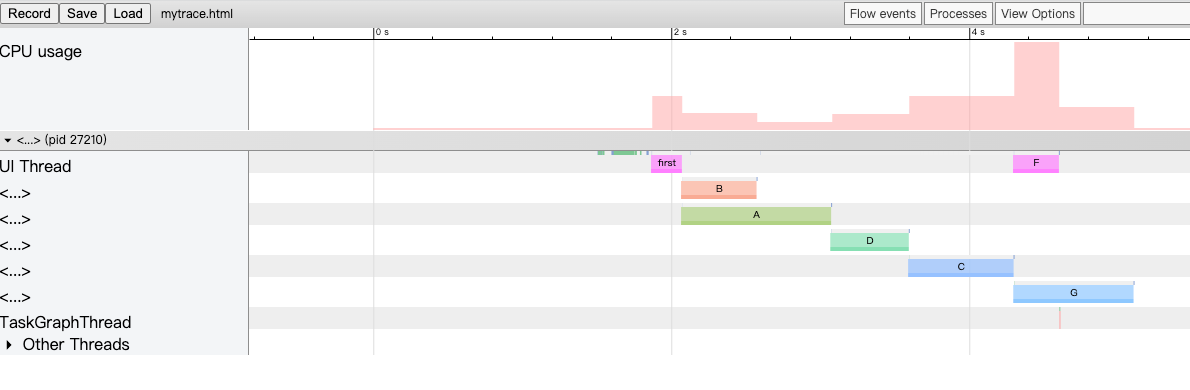 Record Save Load mytrace.html Flow events Processes View Options
0 s 2 s 4 s
CPU usage
<...> (pid 27210)
UI Thread first F
<...> B
<...> A
<...> D
<...> C
<...> G
TaskGraphThread
Other Threads